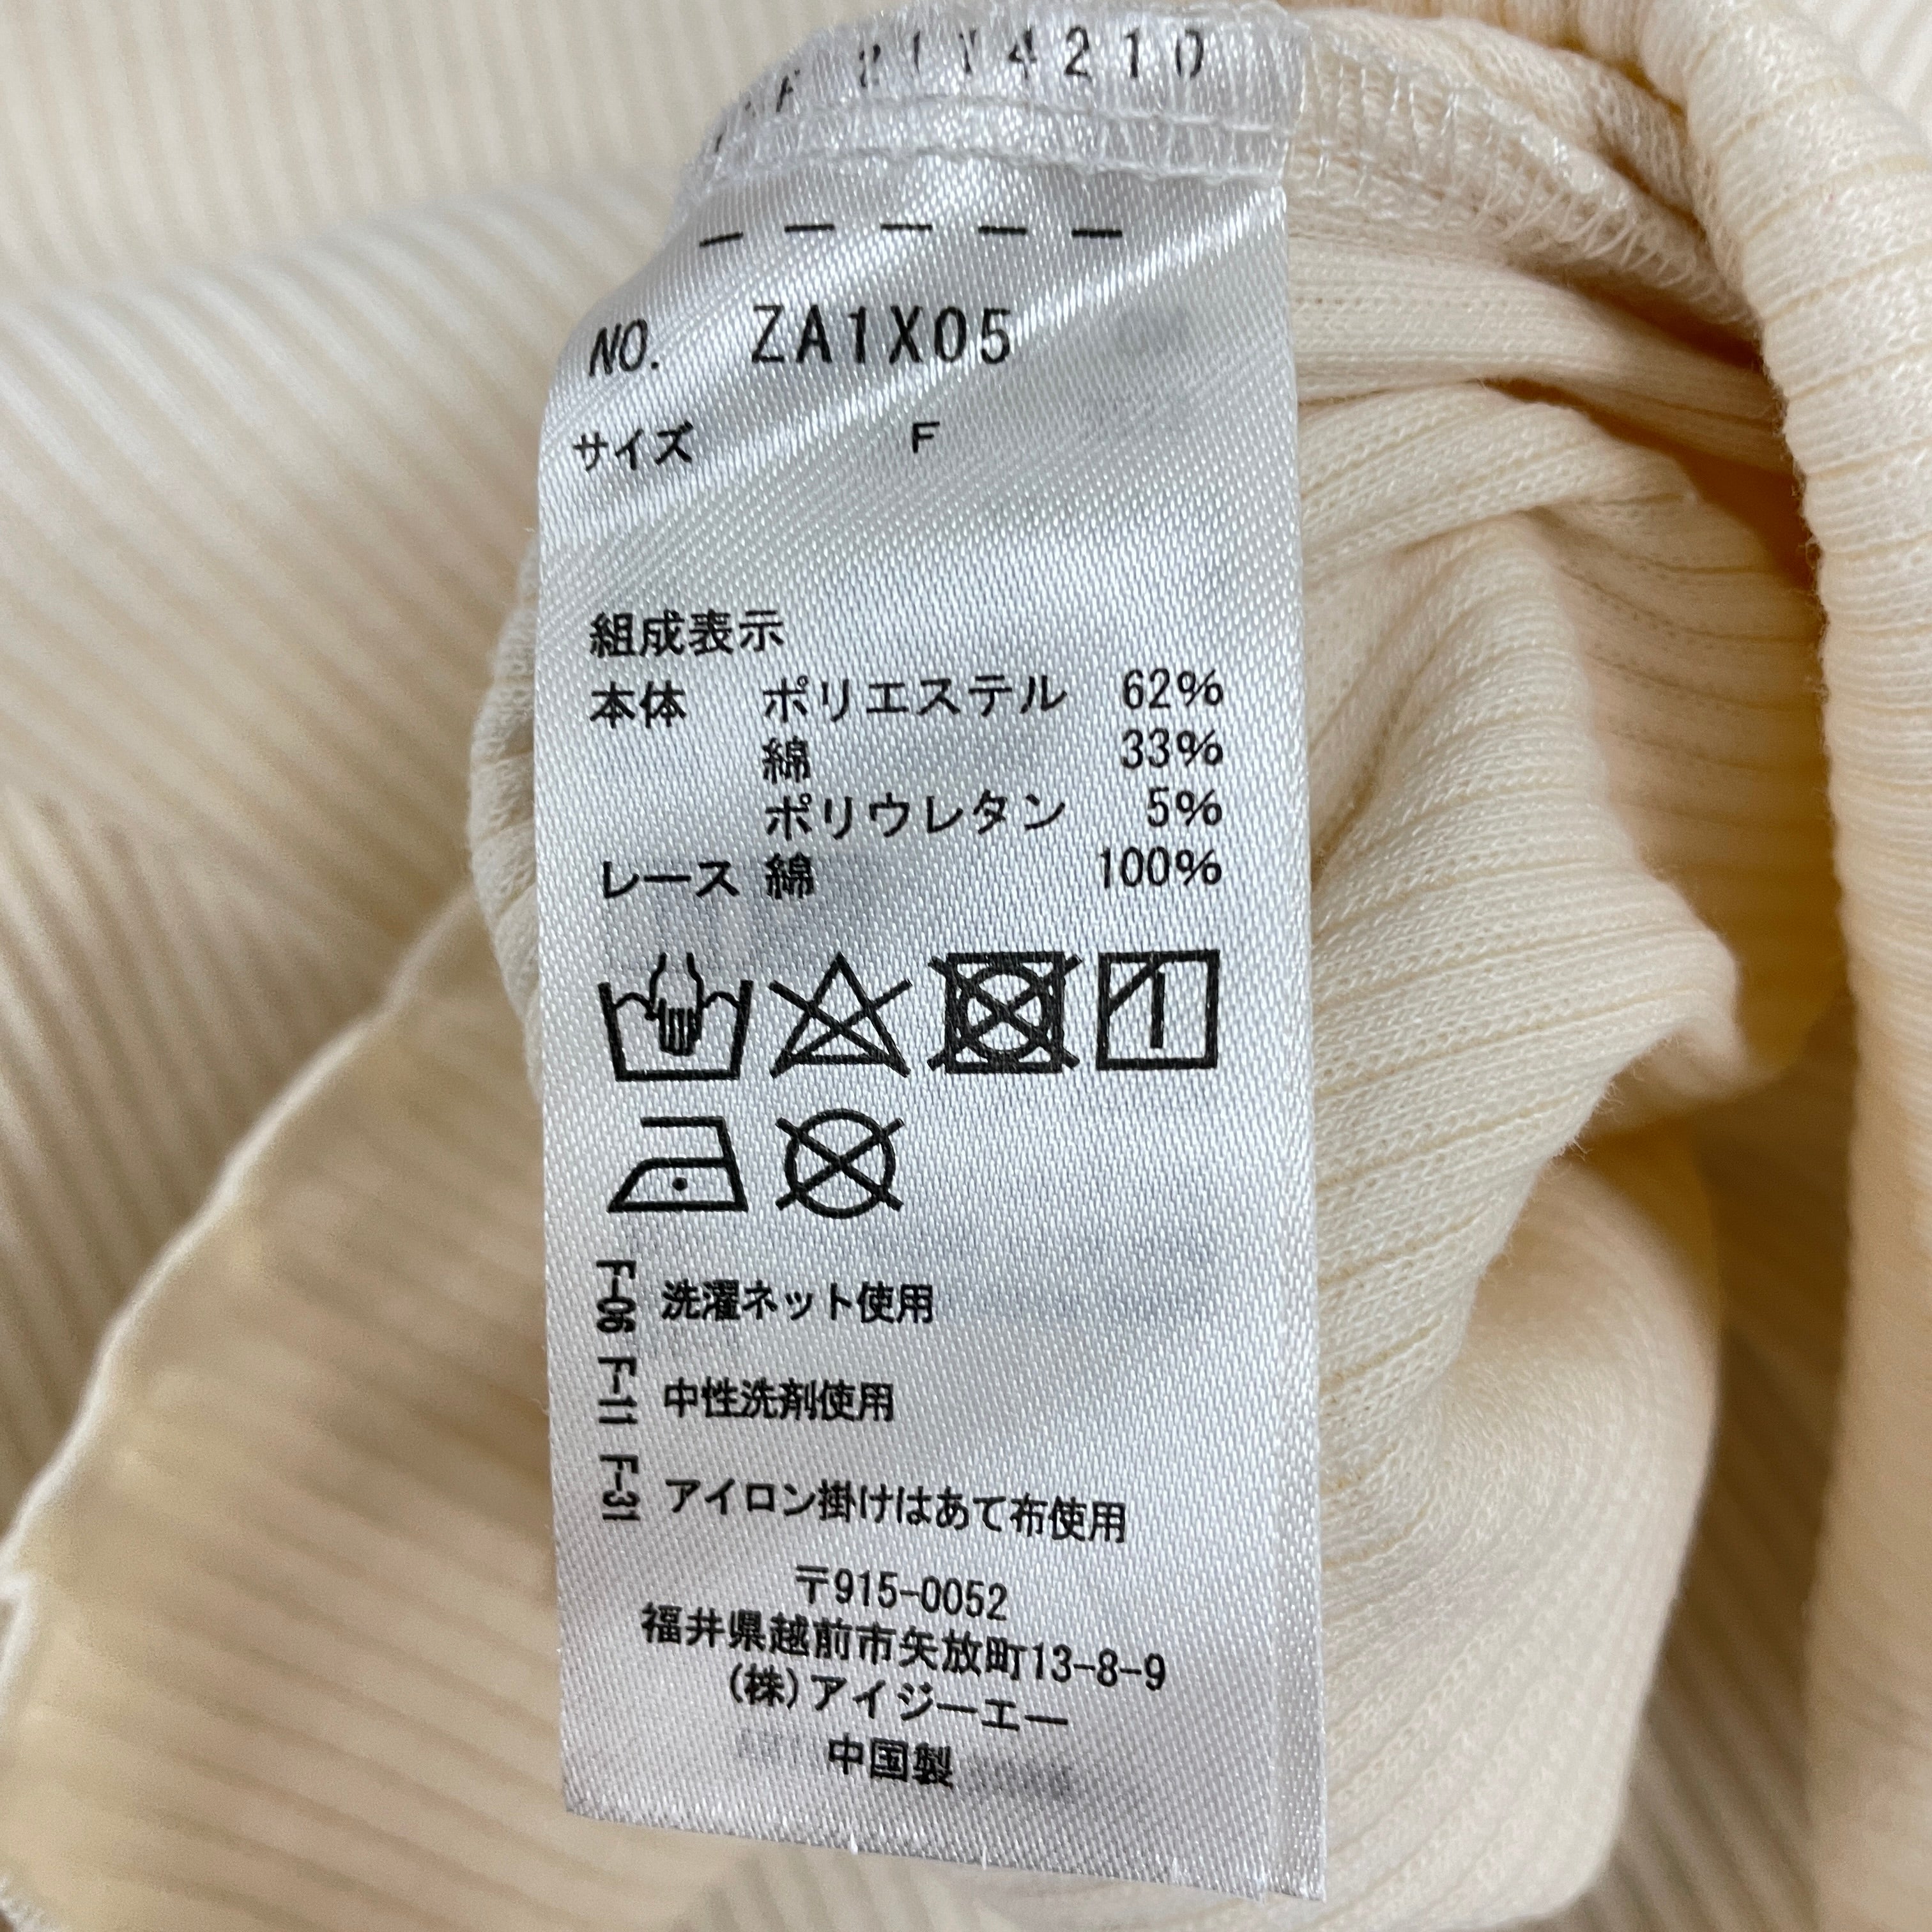 4210
NO. ZA1X05
サイズ F
組成表示
本体 ポリエステル 62%
綿 33%
ポリウレタン 5%
レース 綿 100%
F-06 洗濯ネット使用
F-11 中性洗剤使用
F-31 アイロン掛けはあて布使用
〒915-0052
福井県越前市矢放町13-8-9
(株)アイジーエー
中国製